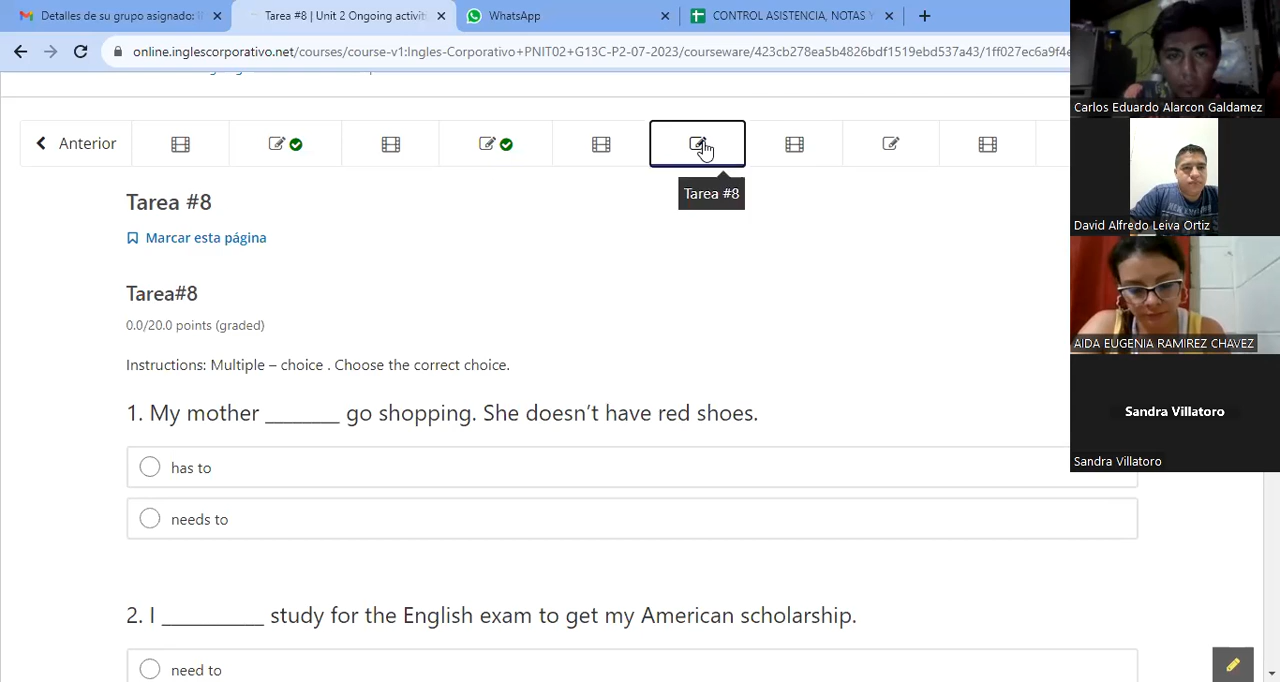 Detalles de su grupo asignado: I
Tarea #8 | Unit 2 Ongoing activiti
WhatsApp
CONTROL ASISTENCIA, NOTAS Y
online.inglescorporativo.net/courses/course-v1:Ingles-Corporativo+PNIT02+G13C-P2-07-2023/courseware/423cb278ea5b4826bdf1519ebd537a43/1ff027ec6a9f4e
Anterior
Tarea #8
Tarea #8
Marcar esta página
Tarea#8
0.0/20.0 points (graded)
Instructions: Multiple – choice . Choose the correct choice.
1. My mother ________ go shopping. She doesn’t have red shoes.
has to
needs to
2. I ___________ study for the English exam to get my American scholarship.
need to
Carlos Eduardo Alarcon Galdamez
David Alfredo Leiva Ortiz
AIDA EUGENIA RAMIREZ CHAVEZ
Sandra Villatoro
Sandra Villatoro